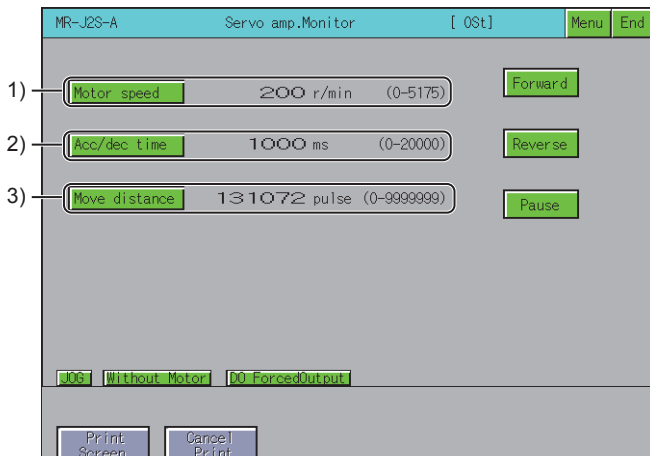 MR-J2S-A Servo amp.Monitor [ OSt] Menu End
1) Motor speed 200 r/min (0-5175) Forward
2) Acc/dec time 1000 ms (0-20000) Reverse
3) Move distance 131072 pulse (0-9999999) Pause
JOG Without Motor DO ForcedOutput
Print Cancel
Screen Print